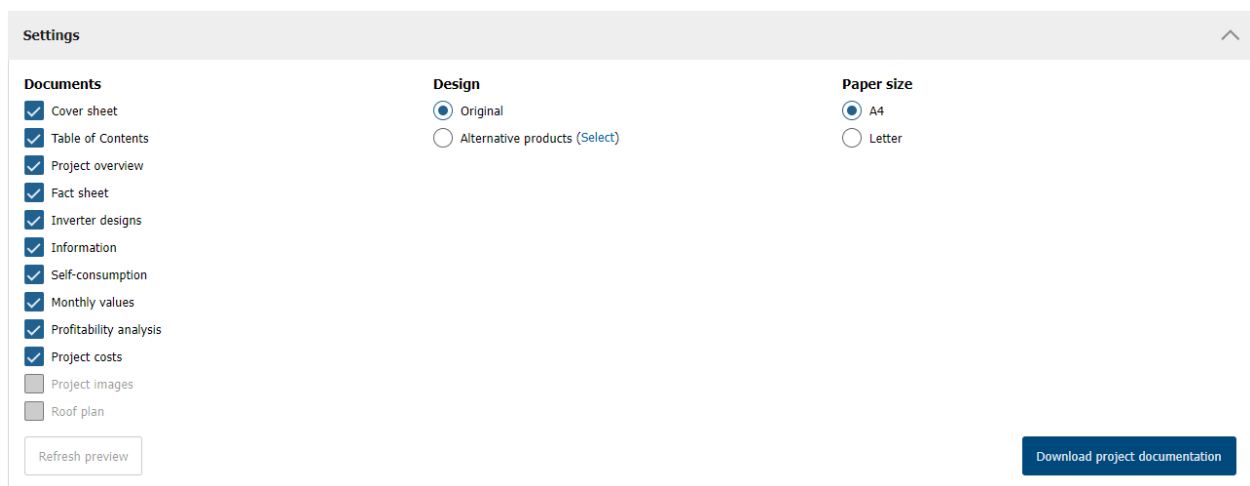 Settings
Documents
Cover sheet
Table of Contents
Project overview
Fact sheet
Inverter designs
Information
Self-consumption
Monthly values
Profitability analysis
Project costs
Project images
Roof plan
Refresh preview
Design
Original
Alternative products (Select)
Paper size
A4
Letter
Download project documentation